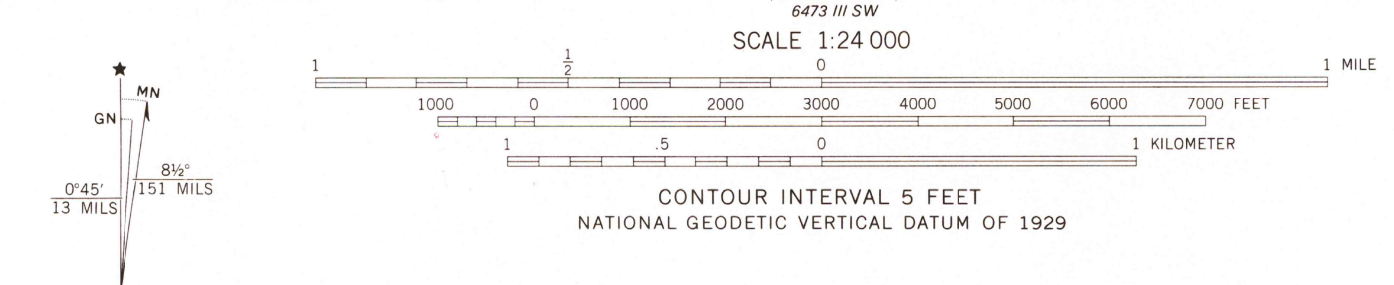 6473 III SW
SCALE 1:24 000
1 1/2 0 1 MILE
1000 0 1000 2000 3000 4000 5000 6000 7000 FEET
1 .5 0 1 KILOMETER
CONTOUR INTERVAL 5 FEET
NATIONAL GEODETIC VERTICAL DATUM OF 1929
★
MN
GN
8½°
151 MILS
0°45′
13 MILS